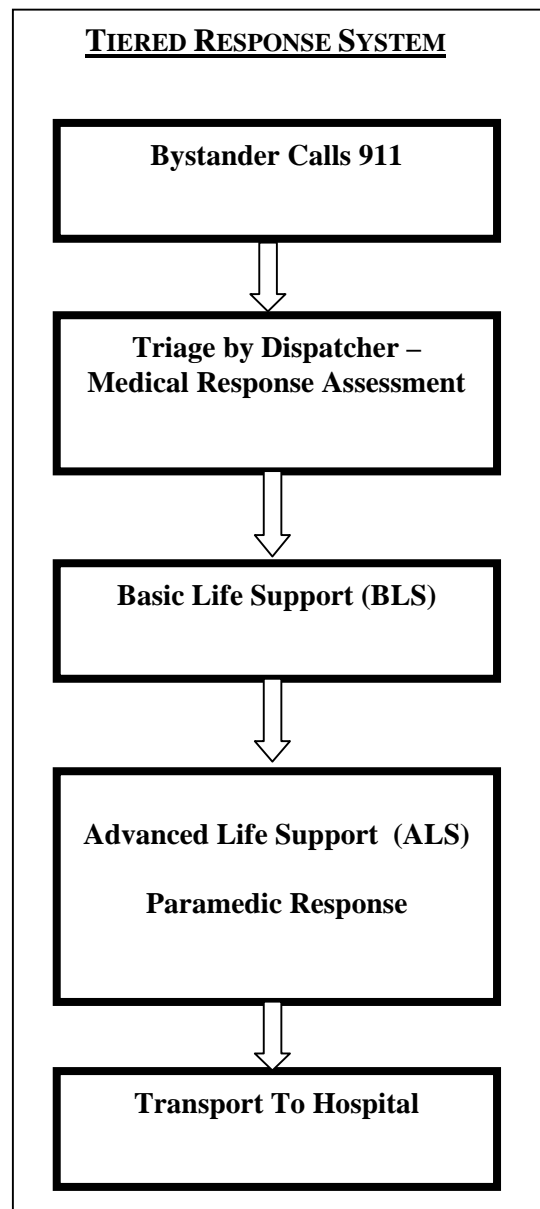 TIERED RESPONSE SYSTEM
Bystander Calls 911
Triage by Dispatcher –
Medical Response Assessment
Basic Life Support (BLS)
Advanced Life Support (ALS)
Paramedic Response
Transport To Hospital